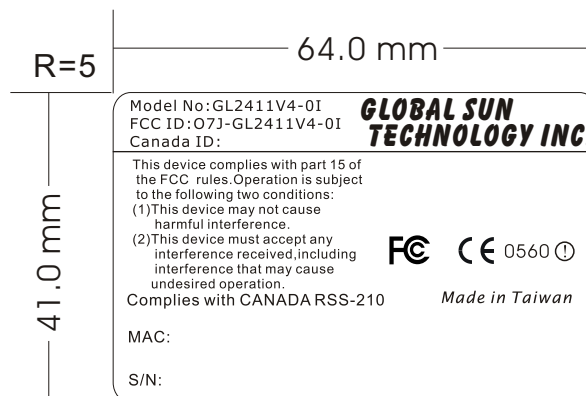 64.0 mm
R=5
41.0 mm
Model No:GL2411V4-0I
FCC ID:O7J-GL2411V4-0I
Canada ID:
GLOBAL SUN
TECHNOLOGY INC
This device complies with part 15 of
the FCC rules.Operation is subject
to the following two conditions:
(1)This device may not cause
harmful interference.
(2)This device must accept any
interference received,including
interference that may cause
undesired operation.
Complies with CANADA RSS-210
FC CE 0560
Made in Taiwan
MAC:
S/N: